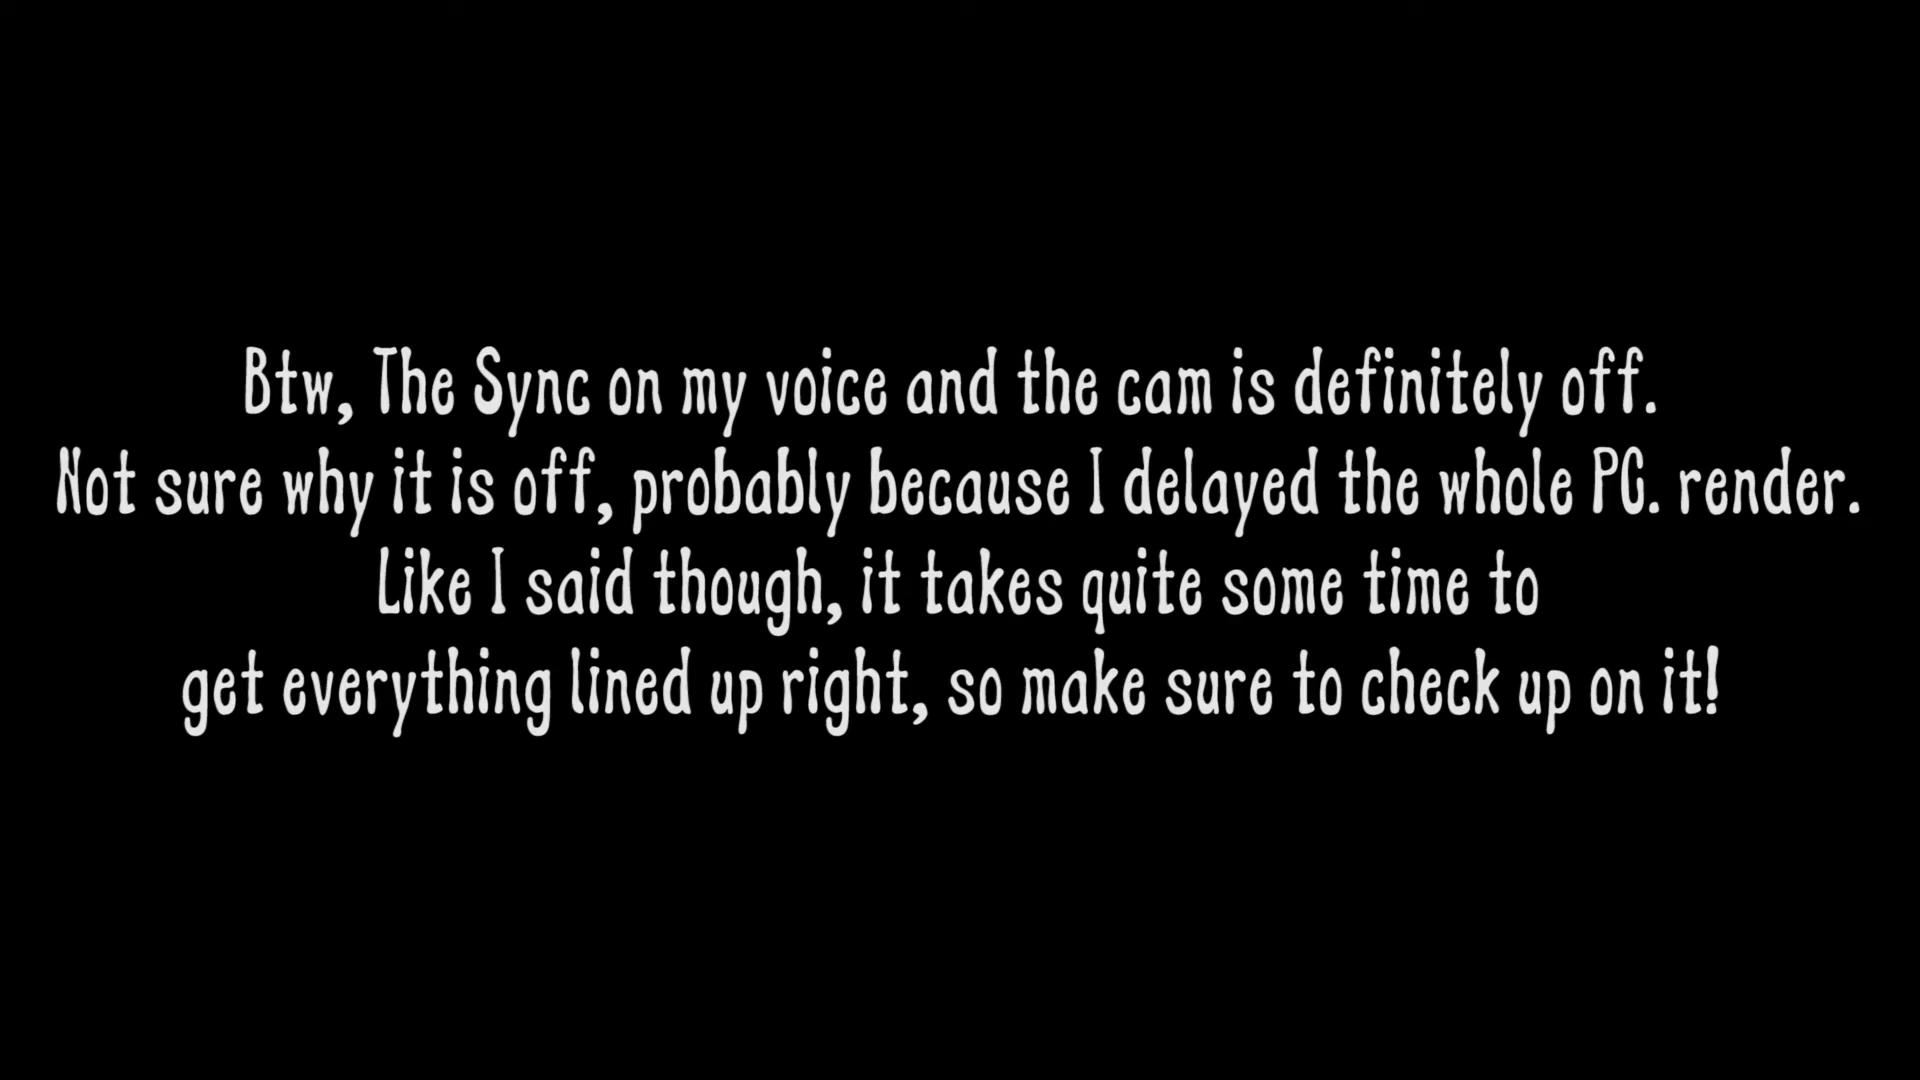 Btw, The Sync on my voice and the cam is definitely off.
Not sure why it is off, probably because I delayed the whole PC. render.
Like I said though, it takes quite some time to
get everything lined up right, so make sure to check up on it!